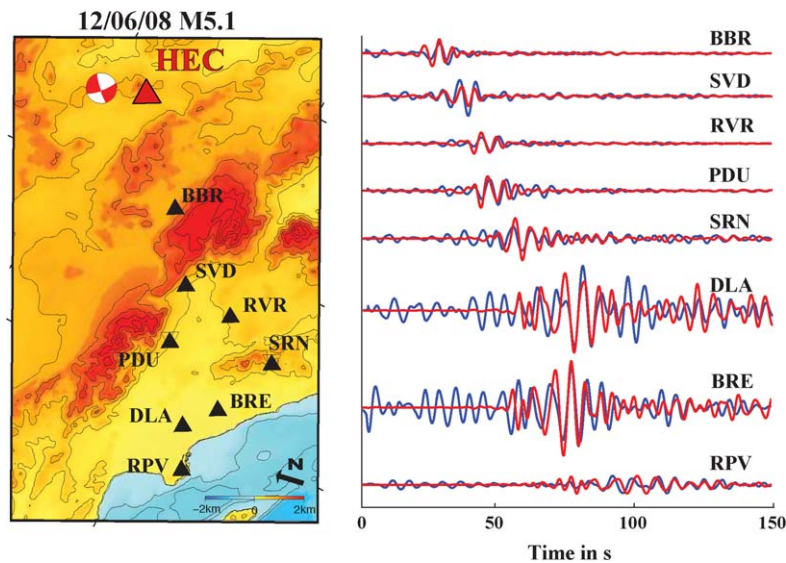 12/06/08 M5.1
HEC
BBR
SVD
RVR
PDU
SRN
DLA
BRE
RPV
N
−2km 0 2km
BBR
SVD
RVR
PDU
SRN
DLA
BRE
RPV
0 50 100 150
Time in s